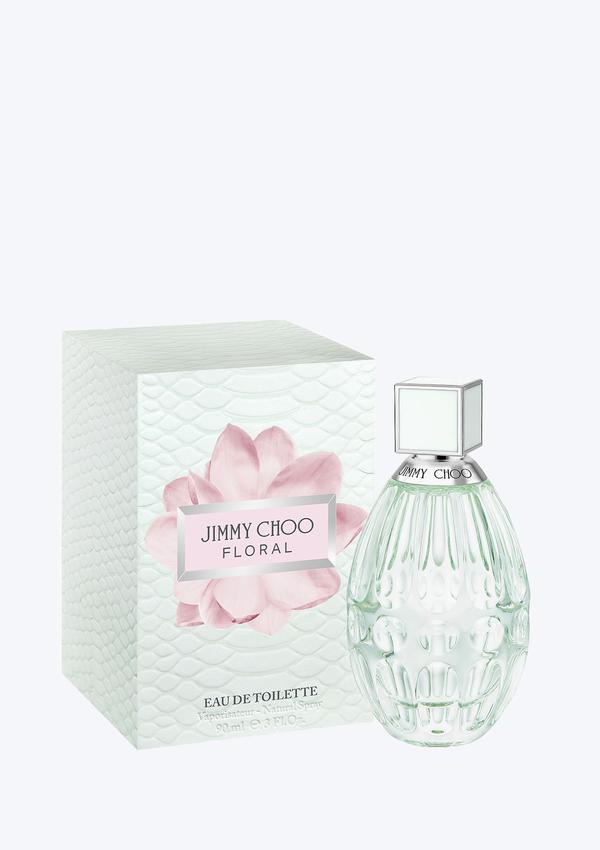 JIMMY CHOO
FLORAL
JIMMY CHOO
EAU DE TOILETTE
Vaporisateur - Natural Spray
90 ml ℮ 3 FL.Oz.